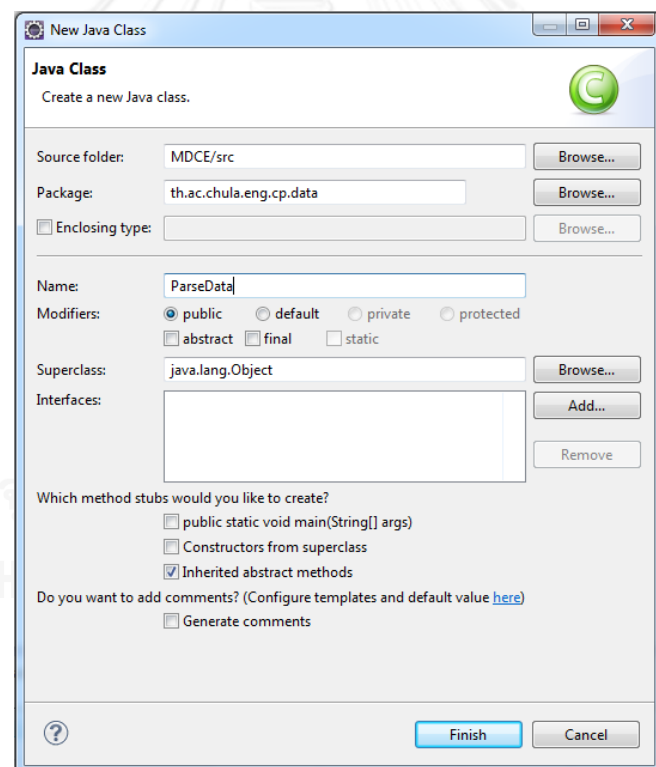 New Java Class
Java Class
Create a new Java class.
Source folder: MDCE/src Browse...
Package: th.ac.chula.eng.cp.data Browse...
Enclosing type: Browse...
Name: ParseData
Modifiers: public default private protected
abstract final static
Superclass: java.lang.Object Browse...
Interfaces: Add...
Remove
Which method stubs would you like to create?
public static void main(String[] args)
Constructors from superclass
Inherited abstract methods
Do you want to add comments? (Configure templates and default value here)
Generate comments
Finish Cancel